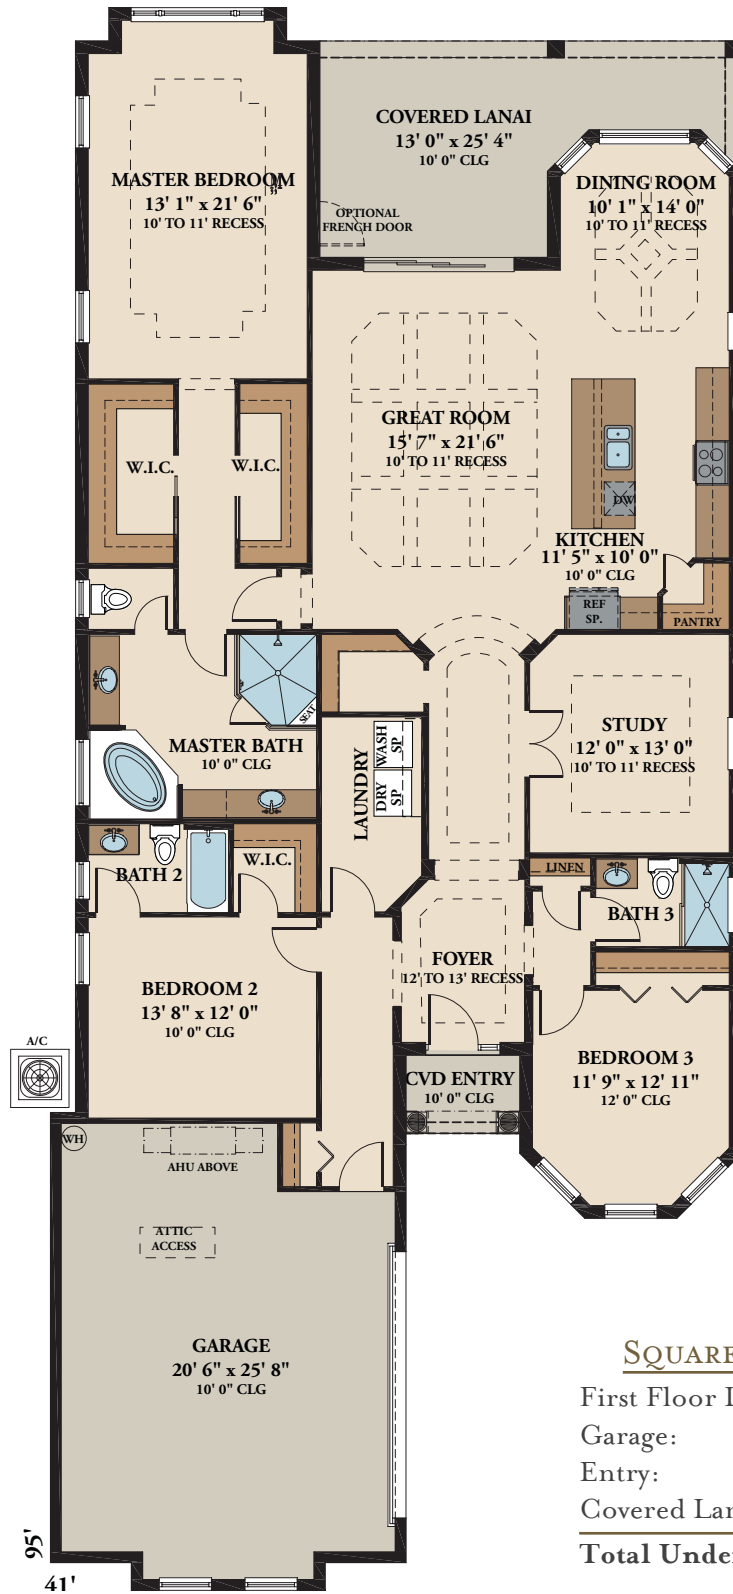 COVERED LANAI
13' 0" x 25' 4"
10' 0" CLG
MASTER BEDROOM
13' 1" x 21' 6"
10' TO 11' RECESS
DINING ROOM
10' 1" x 14' 0"
10' TO 11' RECESS
OPTIONAL
FRENCH DOOR
GREAT ROOM
15' 7" x 21' 6"
10' TO 11' RECESS
W.I.C.
W.I.C.
DW
KITCHEN
11' 5" x 10' 0"
10' 0" CLG
REF
SP.
PANTRY
SEAT
MASTER BATH
10' 0" CLG
STUDY
12' 0" x 13' 0"
10' TO 11' RECESS
LAUNDRY
WASH
SP
DRY
SP
BATH 2
W.I.C.
LINEN
BATH 3
FOYER
12' TO 13' RECESS
BEDROOM 2
13' 8" x 12' 0"
10' 0" CLG
A/C
CVD ENTRY
10' 0" CLG
BEDROOM 3
11' 9" x 12' 11"
12' 0" CLG
WH
AHU ABOVE
ATTIC
ACCESS
GARAGE
20' 6" x 25' 8"
10' 0" CLG
SQUARE
First Floor
Garage:
Entry:
Covered
Total
95'
41'